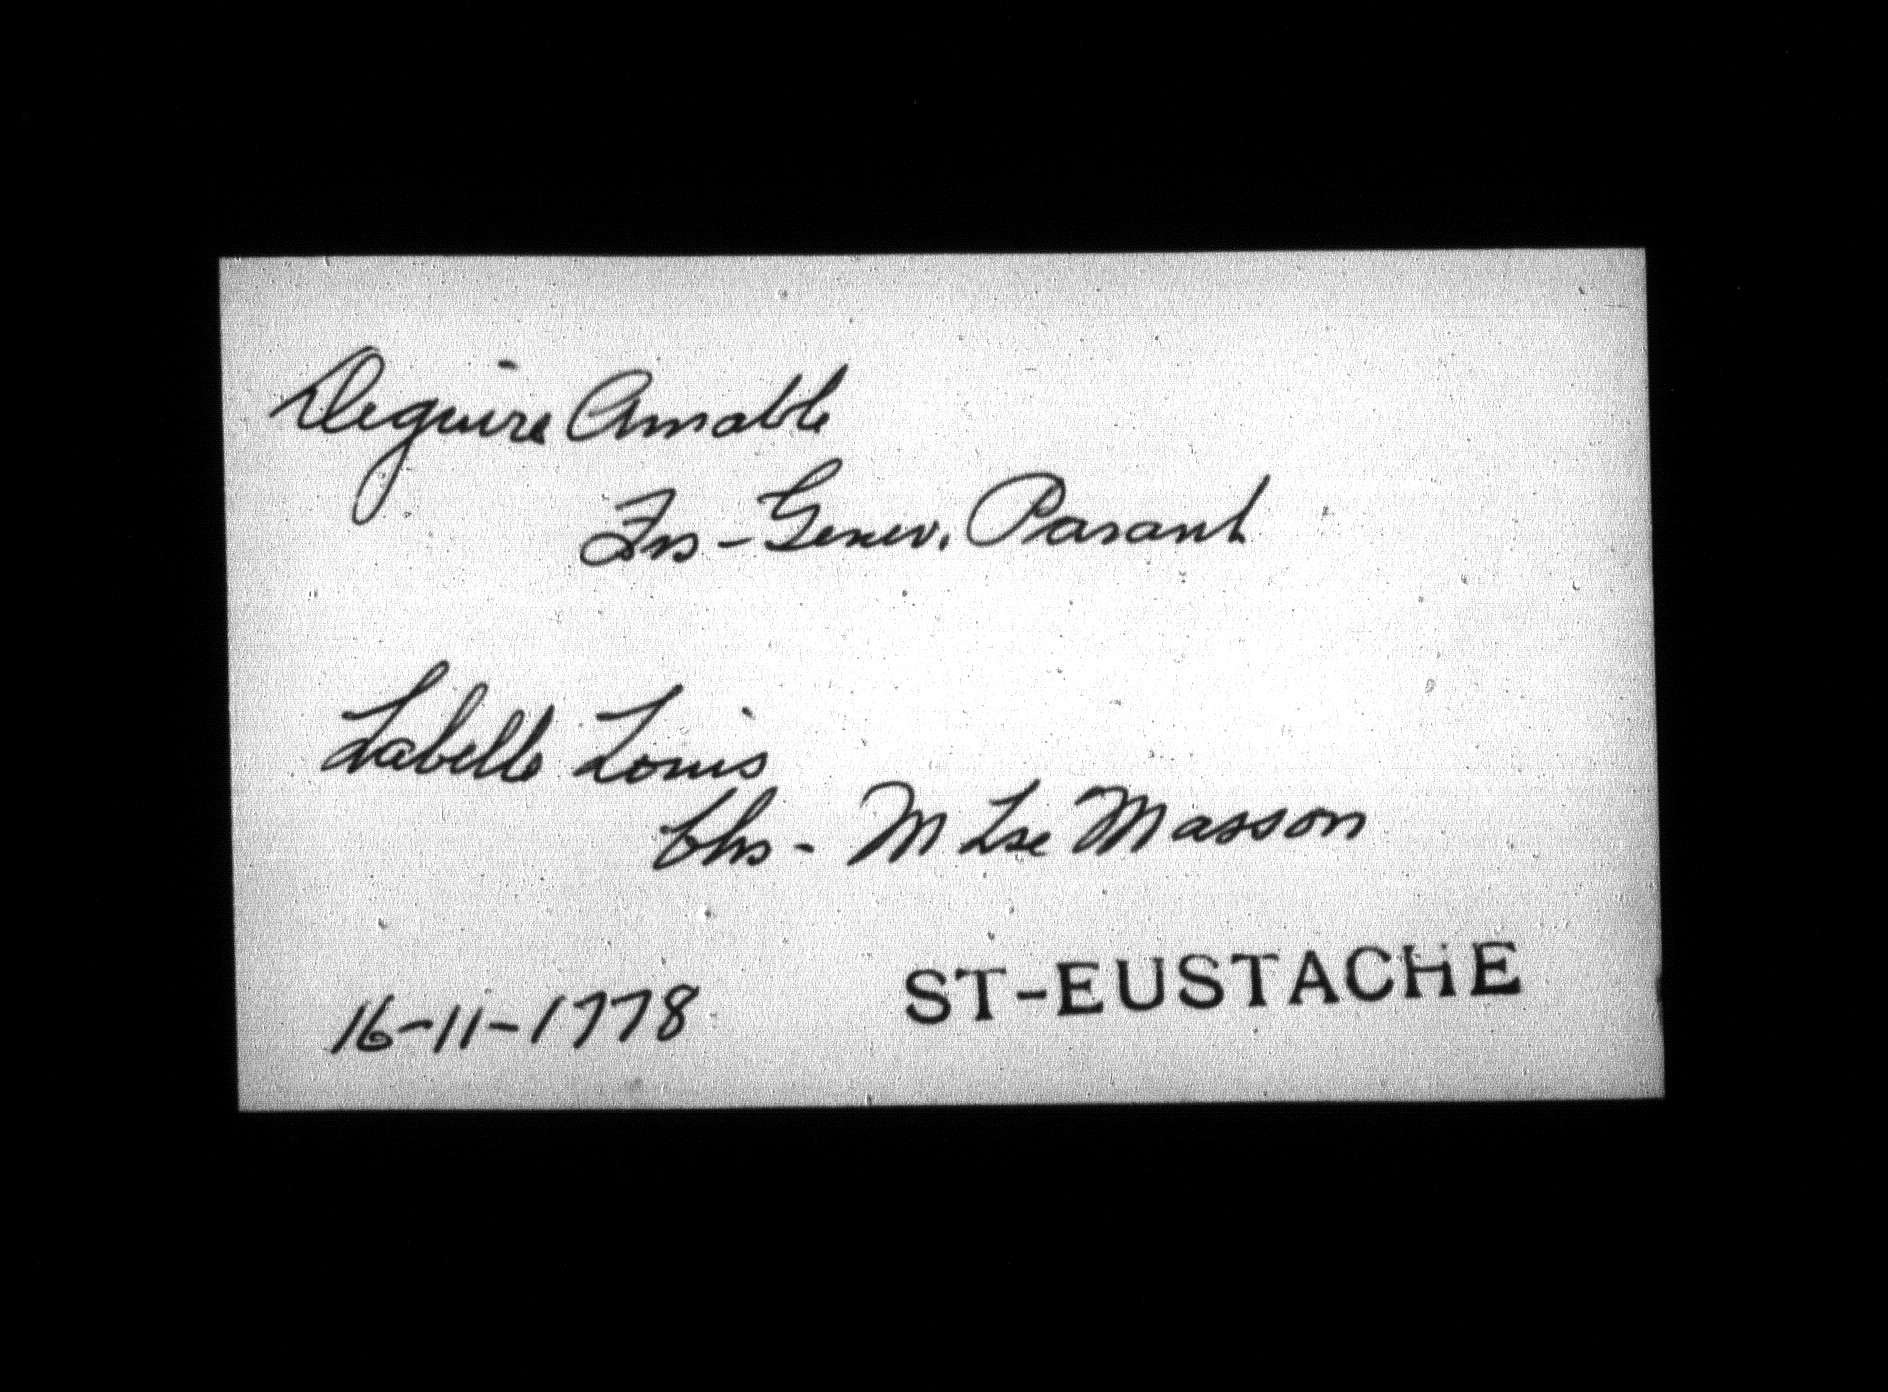 Deguire Amable
Frs - Genev. Parant
Labelle Louis
Chs - M Lse Masson
16-11-1778 ST-EUSTACHE